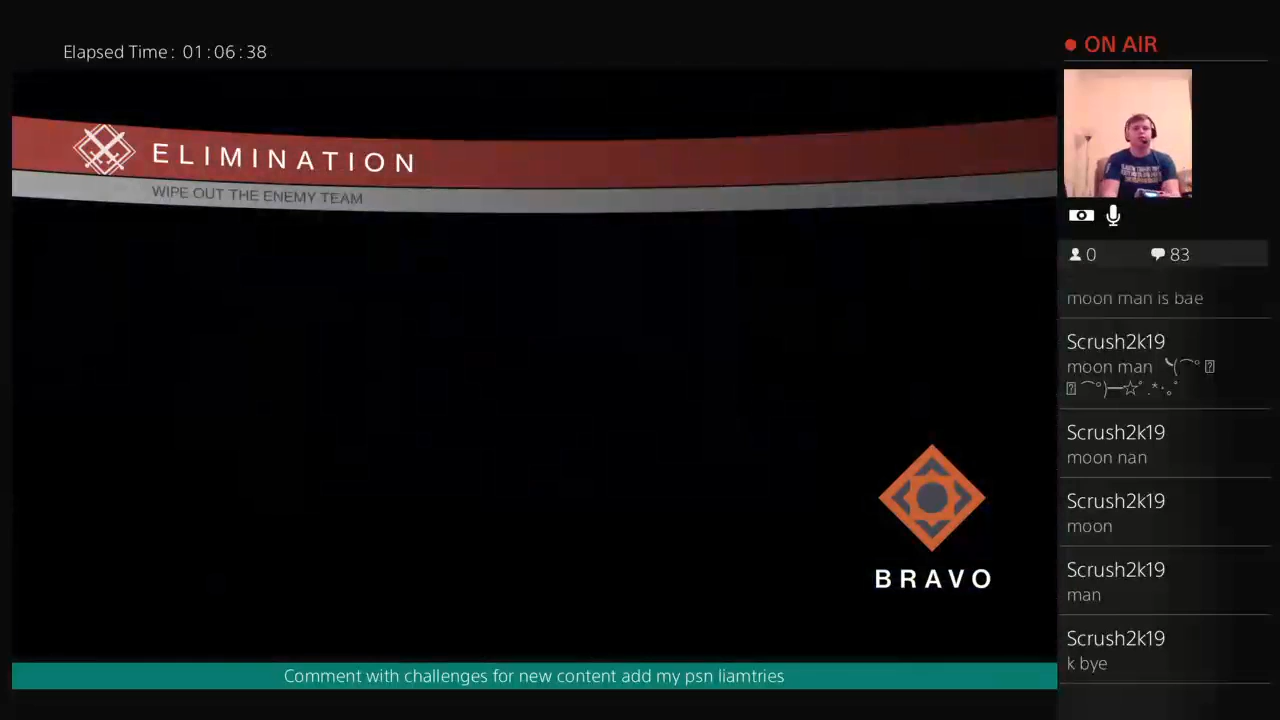 Elapsed Time: 01:06:38
ON AIR
ELIMINATION
WIPE OUT THE ENEMY TEAM
0
83
moon man is bae
Scrush2k19
moon man
Scrush2k19
moon nan
Scrush2k19
moon
Scrush2k19
man
Scrush2k19
k bye
BRAVO
Comment with challenges for new content add my psn liamtries